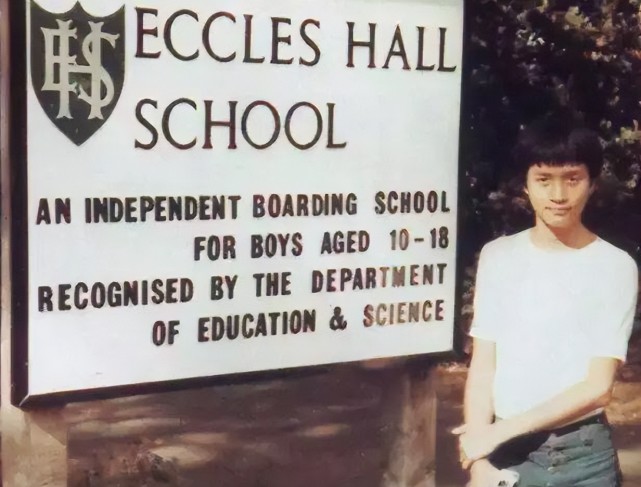 EHS
ECCLES HALL
SCHOOL
AN INDEPENDENT BOARDING SCHOOL
FOR BOYS AGED 10-18
RECOGNISED BY THE DEPARTMENT
OF EDUCATION & SCIENCE